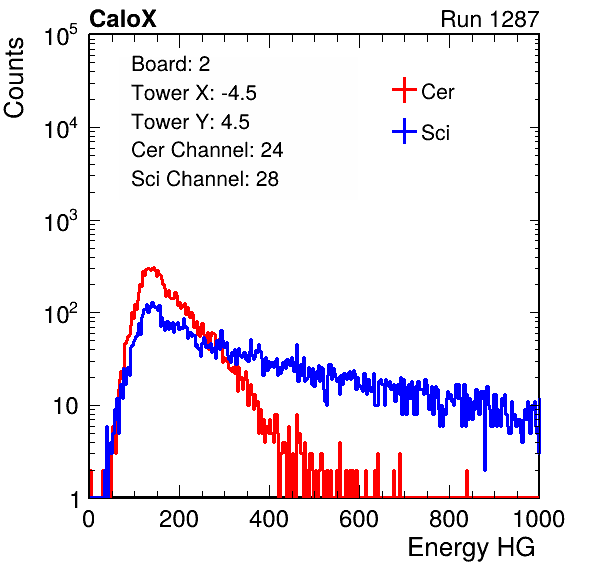 CaloX Run 1287
Counts
10^5
10^4
10^3
10^2
10
1
Board: 2
Tower X: -4.5
Tower Y: 4.5
Cer Channel: 24
Sci Channel: 28
Cer
Sci
0 200 400 600 800 1000
Energy HG